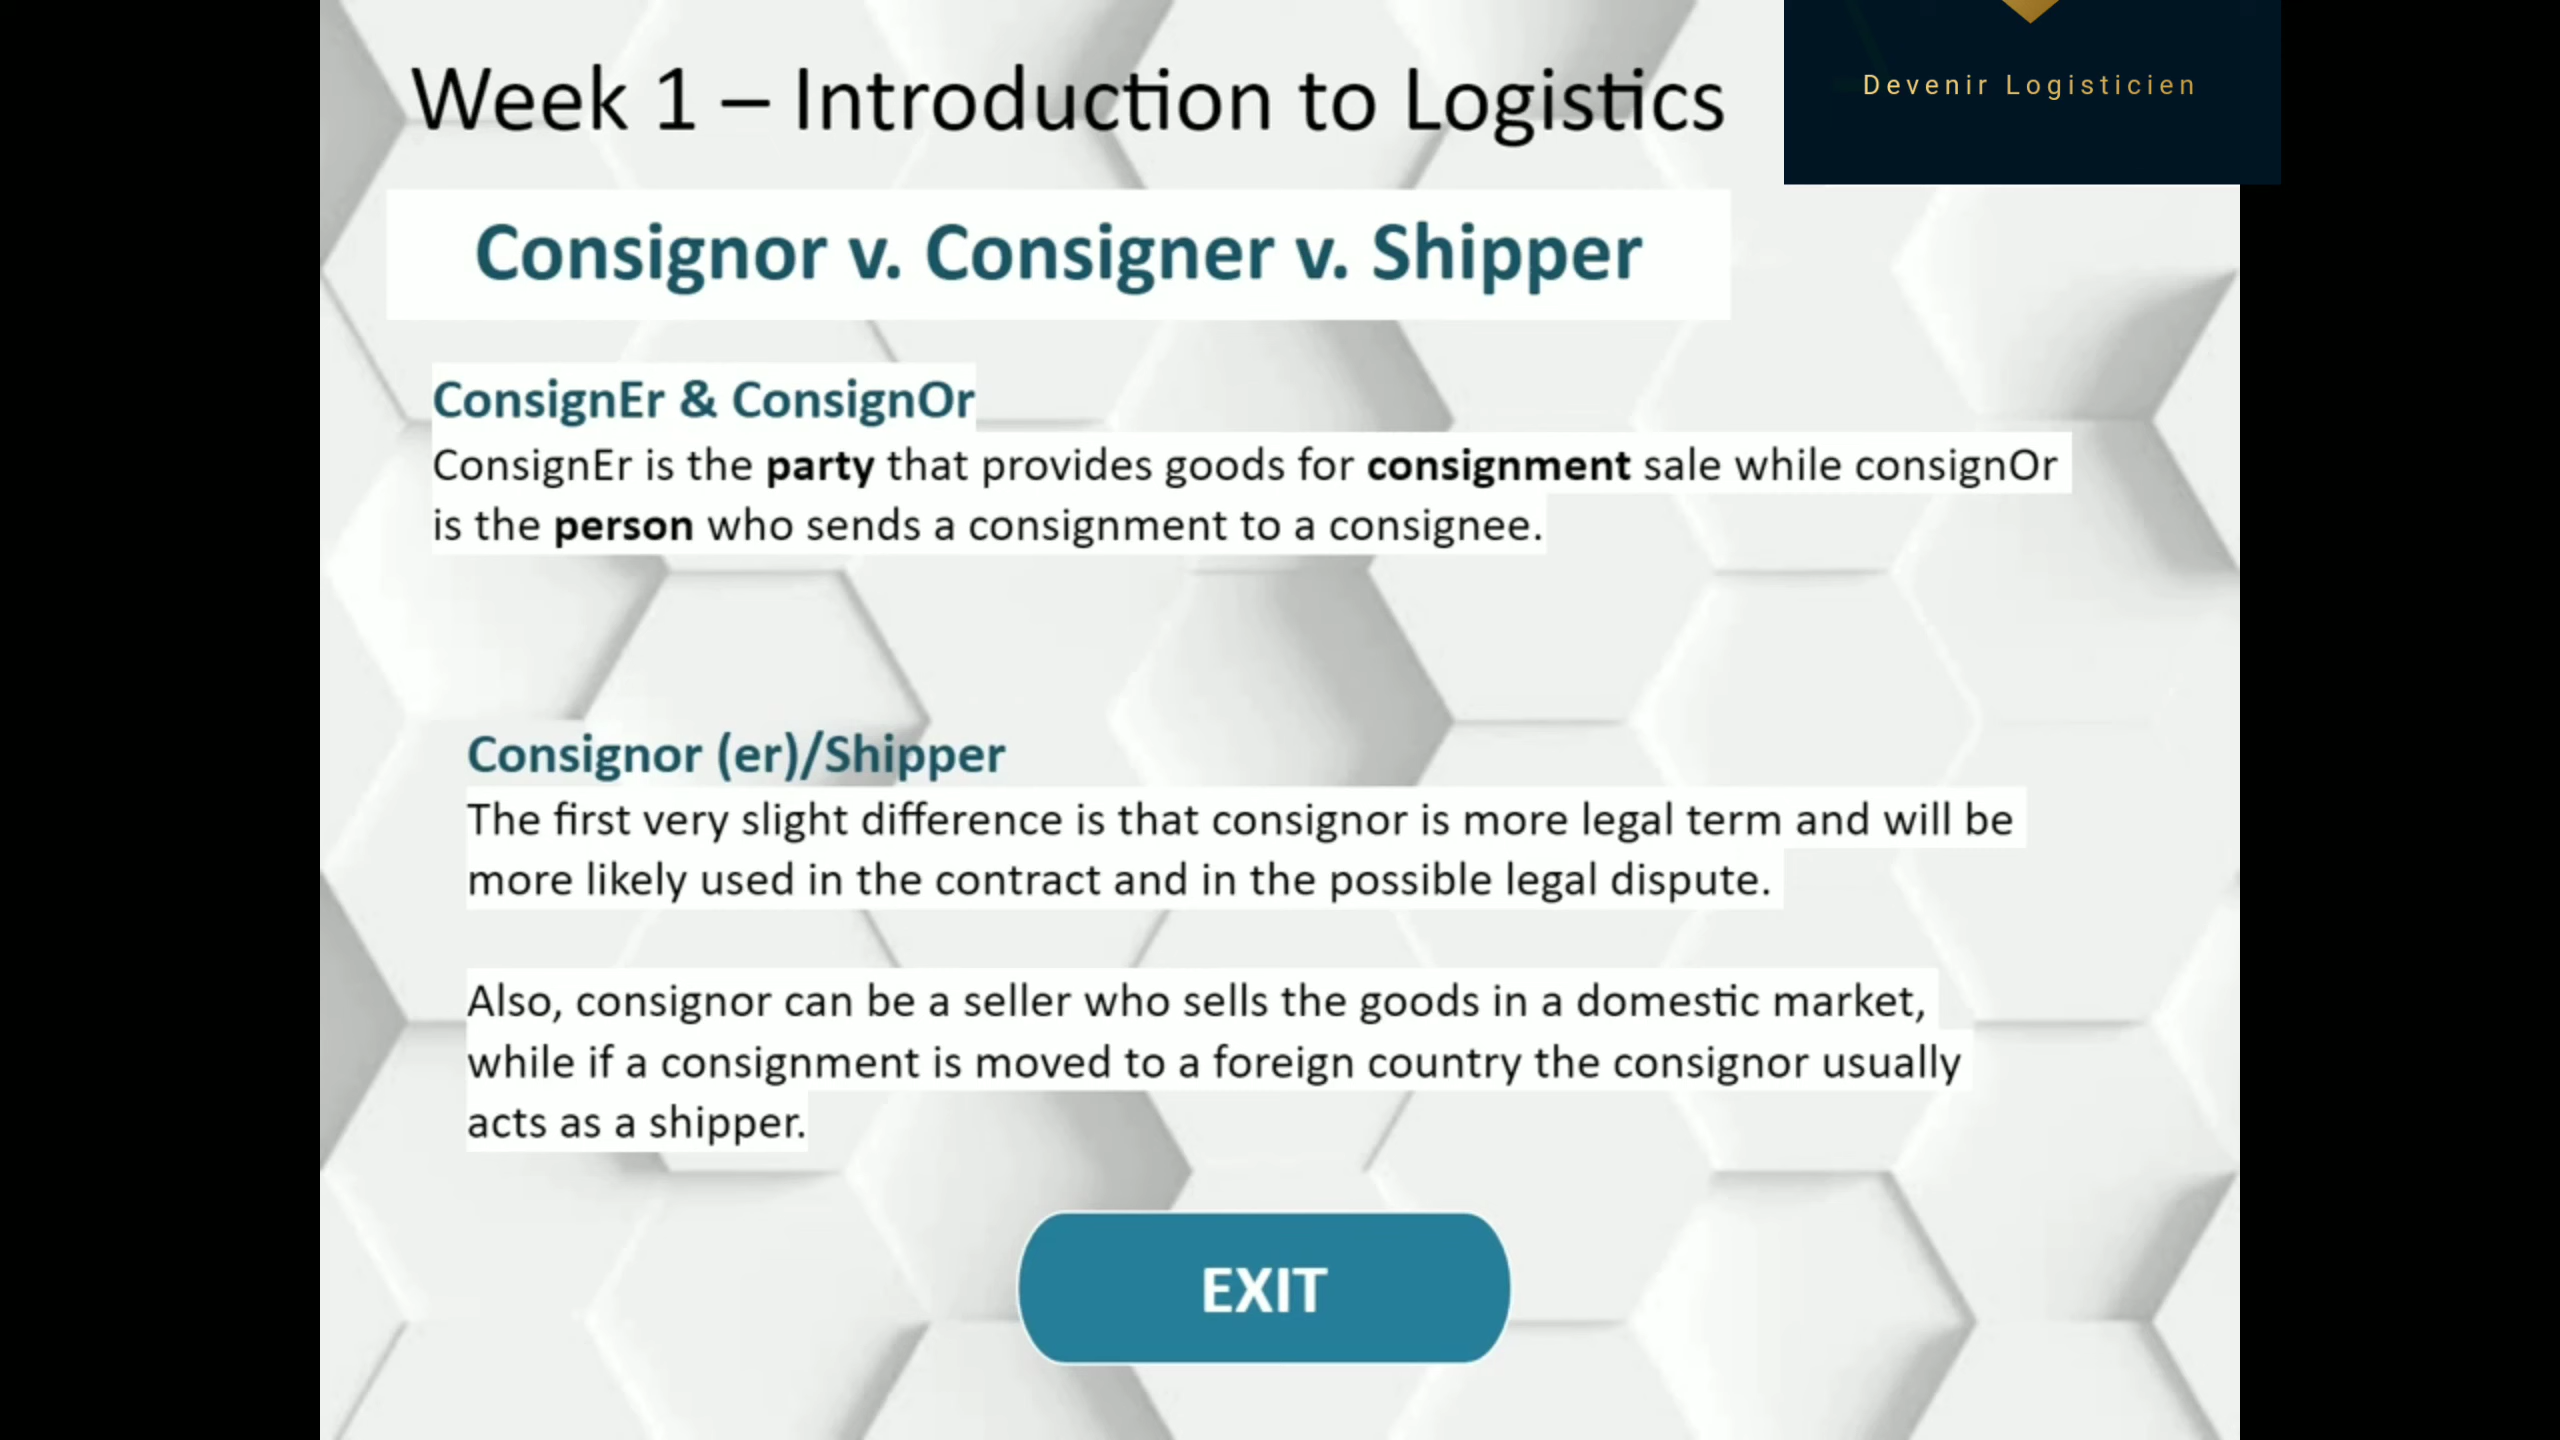 Week 1 – Introduction to Logistics
Devenir Logisticien
Consignor v. Consigner v. Shipper
ConsignEr & ConsignOr
ConsignEr is the party that provides goods for consignment sale while consignOr
is the person who sends a consignment to a consignee.
Consignor (er)/Shipper
The first very slight difference is that consignor is more legal term and will be
more likely used in the contract and in the possible legal dispute.
Also, consignor can be a seller who sells the goods in a domestic market,
while if a consignment is moved to a foreign country the consignor usually
acts as a shipper.
EXIT